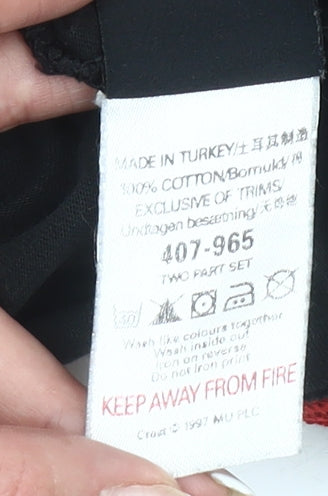 MADE IN TURKEY/土耳其制造
100% COTTON/Bomuld/棉
EXCLUSIVE OF TRIMS/
Undtagen besætning/
407-965
TWO PART SET
Wash like colours together
Wash inside out
Iron on reverse
Do not iron print
KEEP AWAY FROM FIRE
© 1997 MU PLC